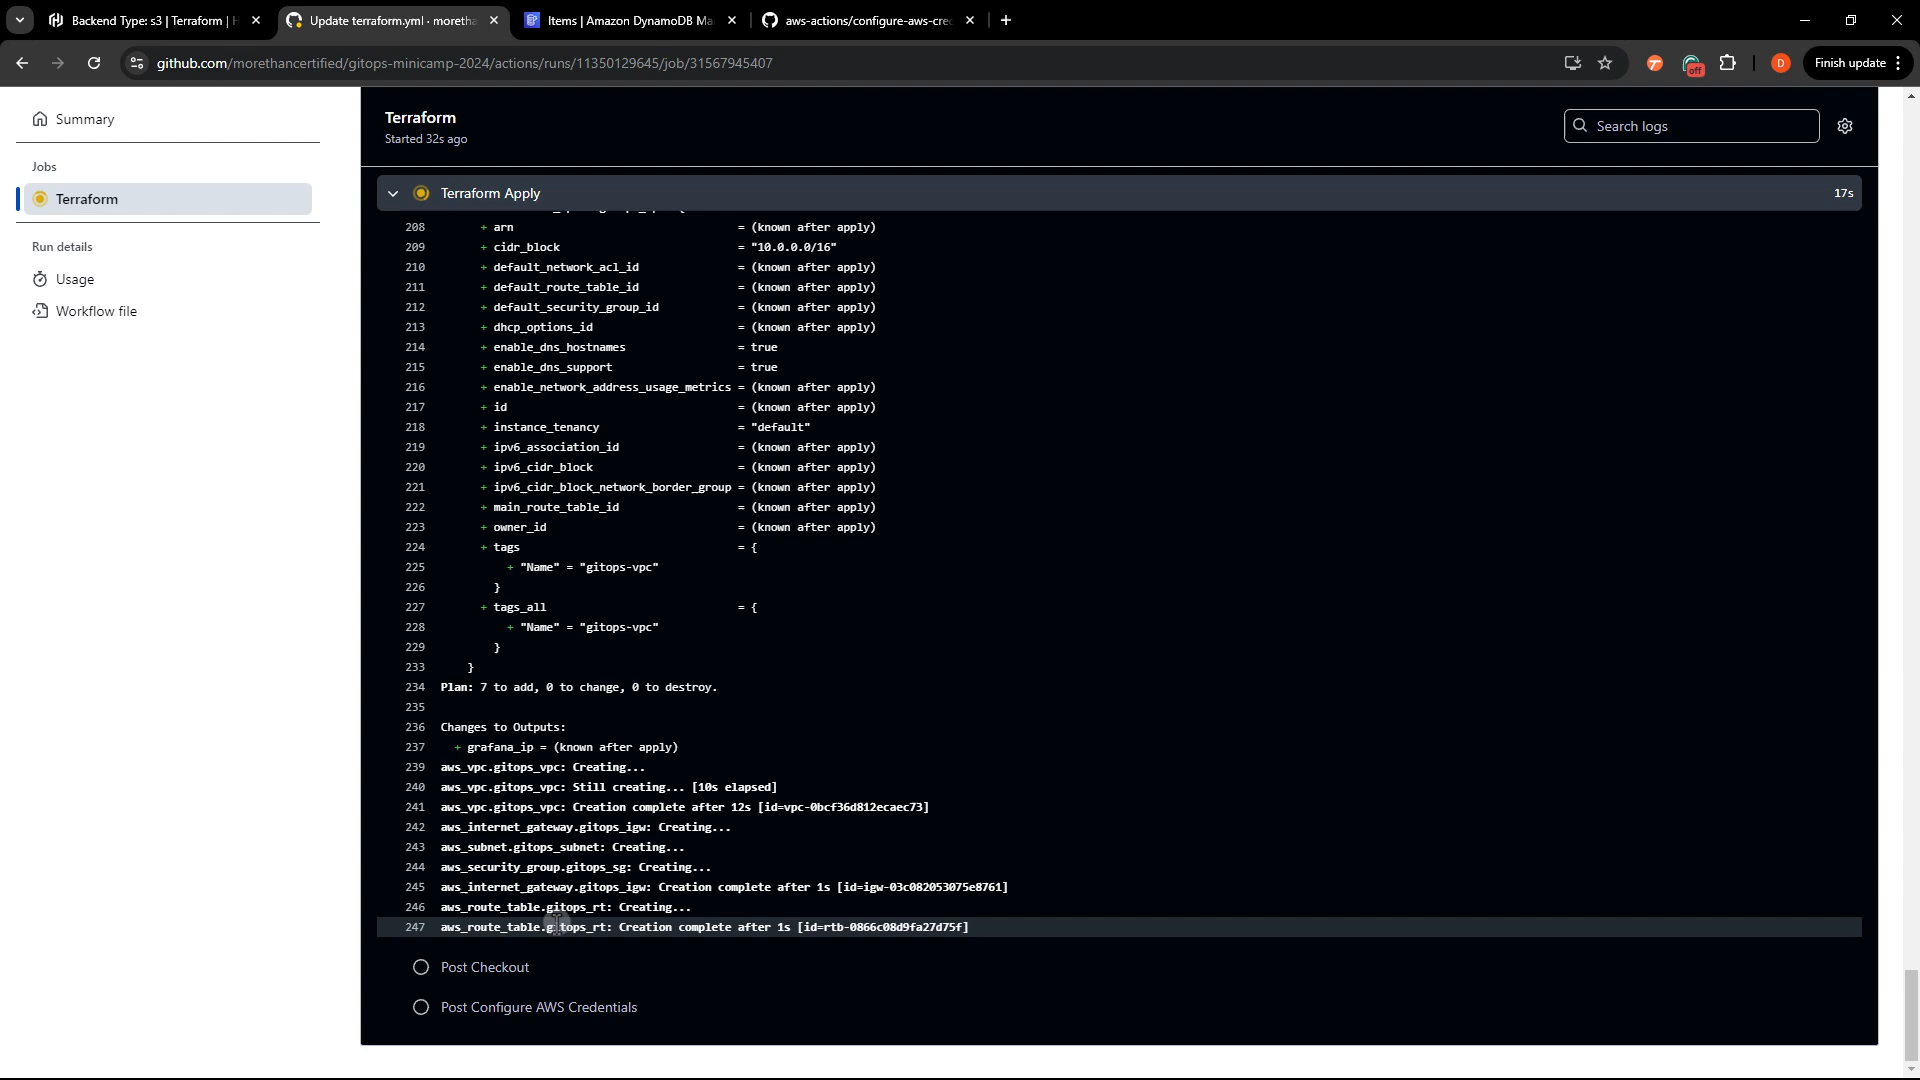 Backend Type: s3 | Terraform | H
Update terraform.yml · moretha
Items | Amazon DynamoDB Ma
aws-actions/configure-aws-cre
github.com/morethancertified/gitops-minicamp-2024/actions/runs/11350129645/job/31567945407
off
D
Finish update
Summary
Jobs
Terraform
Run details
Usage
Workflow file
Terraform
Started 32s ago
Search logs
Terraform Apply
17s
208 + arn = (known after apply)
209 + cidr_block = "10.0.0.0/16"
210 + default_network_acl_id = (known after apply)
211 + default_route_table_id = (known after apply)
212 + default_security_group_id = (known after apply)
213 + dhcp_options_id = (known after apply)
214 + enable_dns_hostnames = true
215 + enable_dns_support = true
216 + enable_network_address_usage_metrics = (known after apply)
217 + id = (known after apply)
218 + instance_tenancy = "default"
219 + ipv6_association_id = (known after apply)
220 + ipv6_cidr_block = (known after apply)
221 + ipv6_cidr_block_network_border_group = (known after apply)
222 + main_route_table_id = (known after apply)
223 + owner_id = (known after apply)
224 + tags = {
225 + "Name" = "gitops-vpc"
226 }
227 + tags_all = {
228 + "Name" = "gitops-vpc"
229 }
233 }
234 Plan: 7 to add, 0 to change, 0 to destroy.
235
236 Changes to Outputs:
237 + grafana_ip = (known after apply)
239 aws_vpc.gitops_vpc: Creating...
240 aws_vpc.gitops_vpc: Still creating... [10s elapsed]
241 aws_vpc.gitops_vpc: Creation complete after 12s [id=vpc-0bcf36d812ecaec73]
242 aws_internet_gateway.gitops_igw: Creating...
243 aws_subnet.gitops_subnet: Creating...
244 aws_security_group.gitops_sg: Creating...
245 aws_internet_gateway.gitops_igw: Creation complete after 1s [id=igw-03c082053075e8761]
246 aws_route_table.gitops_rt: Creating...
247 aws_route_table.gitops_rt: Creation complete after 1s [id=rtb-0866c08d9fa27d75f]
Post Checkout
Post Configure AWS Credentials